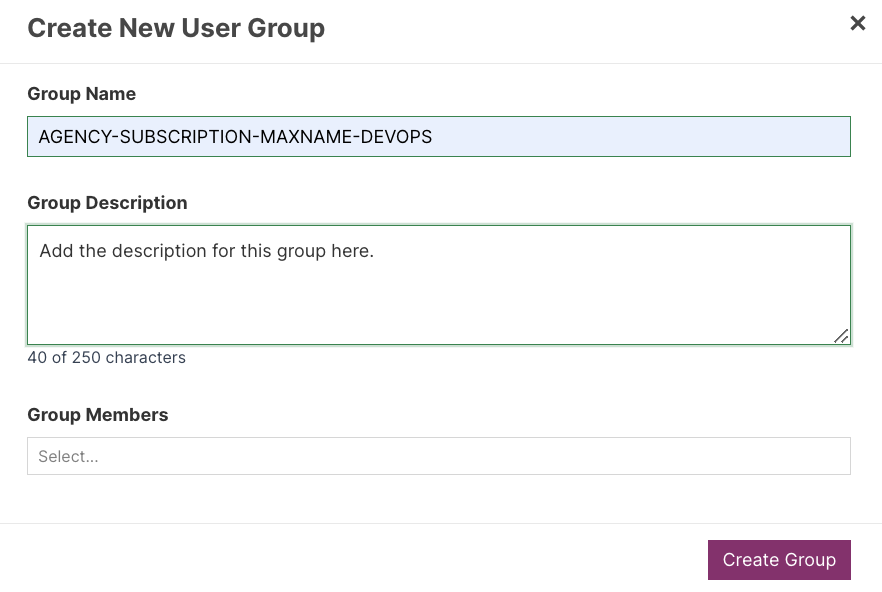 Create New User Group
×
Group Name
AGENCY-SUBSCRIPTION-MAXNAME-DEVOPS
Group Description
Add the description for this group here.
40 of 250 characters
Group Members
Select...
Create Group